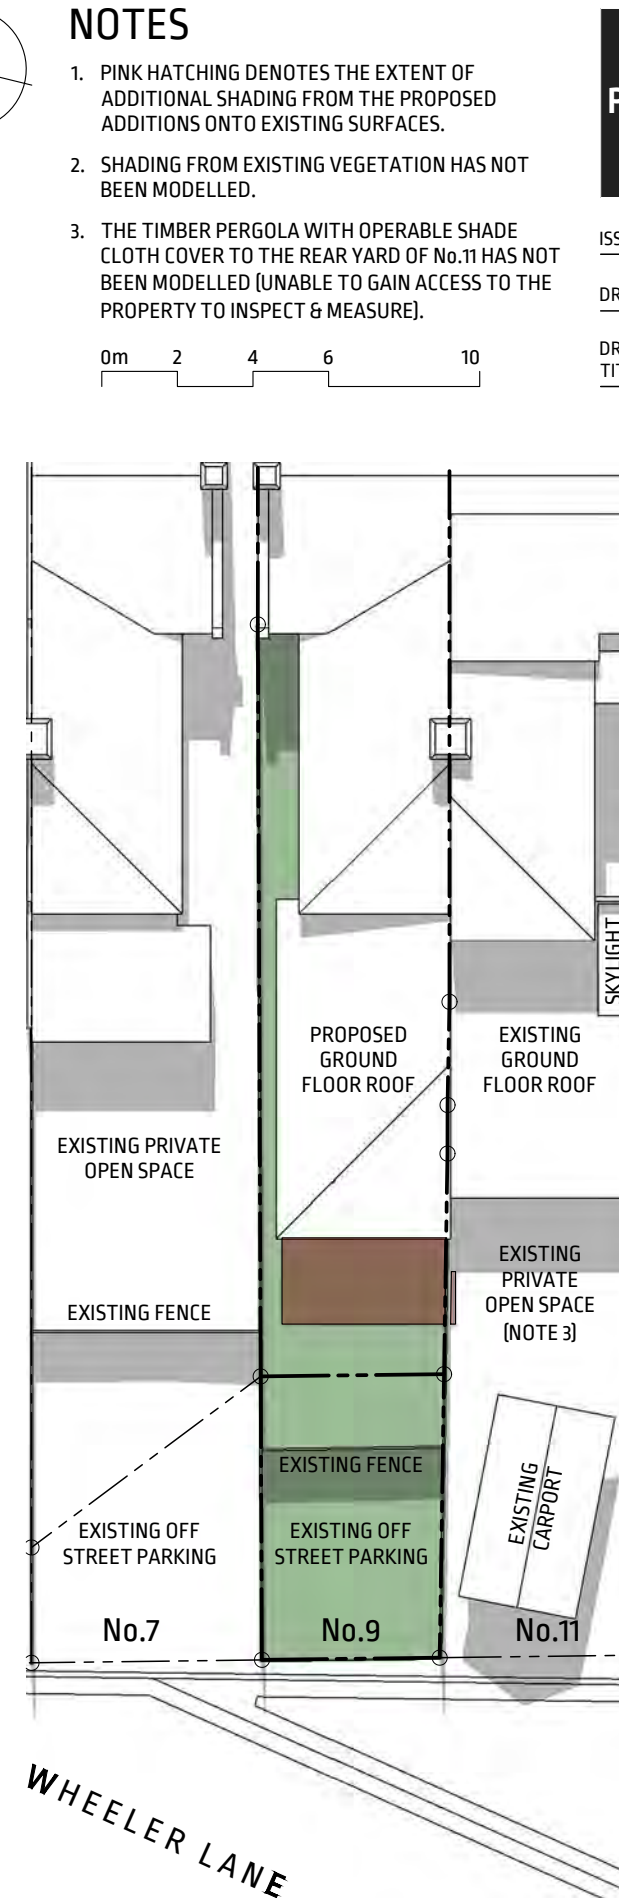 NOTES
1. PINK HATCHING DENOTES THE EXTENT OF
ADDITIONAL SHADING FROM THE PROPOSED
ADDITIONS ONTO EXISTING SURFACES.
2. SHADING FROM EXISTING VEGETATION HAS NOT
BEEN MODELLED.
3. THE TIMBER PERGOLA WITH OPERABLE SHADE
CLOTH COVER TO THE REAR YARD OF No.11 HAS NOT
BEEN MODELLED (UNABLE TO GAIN ACCESS TO THE
PROPERTY TO INSPECT & MEASURE).
P
ISS
DR
DR
TIT
0m 2 4 6 10
SKYLIGHT
PROPOSED
GROUND
FLOOR ROOF
EXISTING
GROUND
FLOOR ROOF
EXISTING PRIVATE
OPEN SPACE
EXISTING
PRIVATE
OPEN SPACE
(NOTE 3)
EXISTING FENCE
EXISTING FENCE
EXISTING
CARPORT
EXISTING OFF
STREET PARKING
EXISTING OFF
STREET PARKING
No.7
No.9
No.11
WHEELER LANE